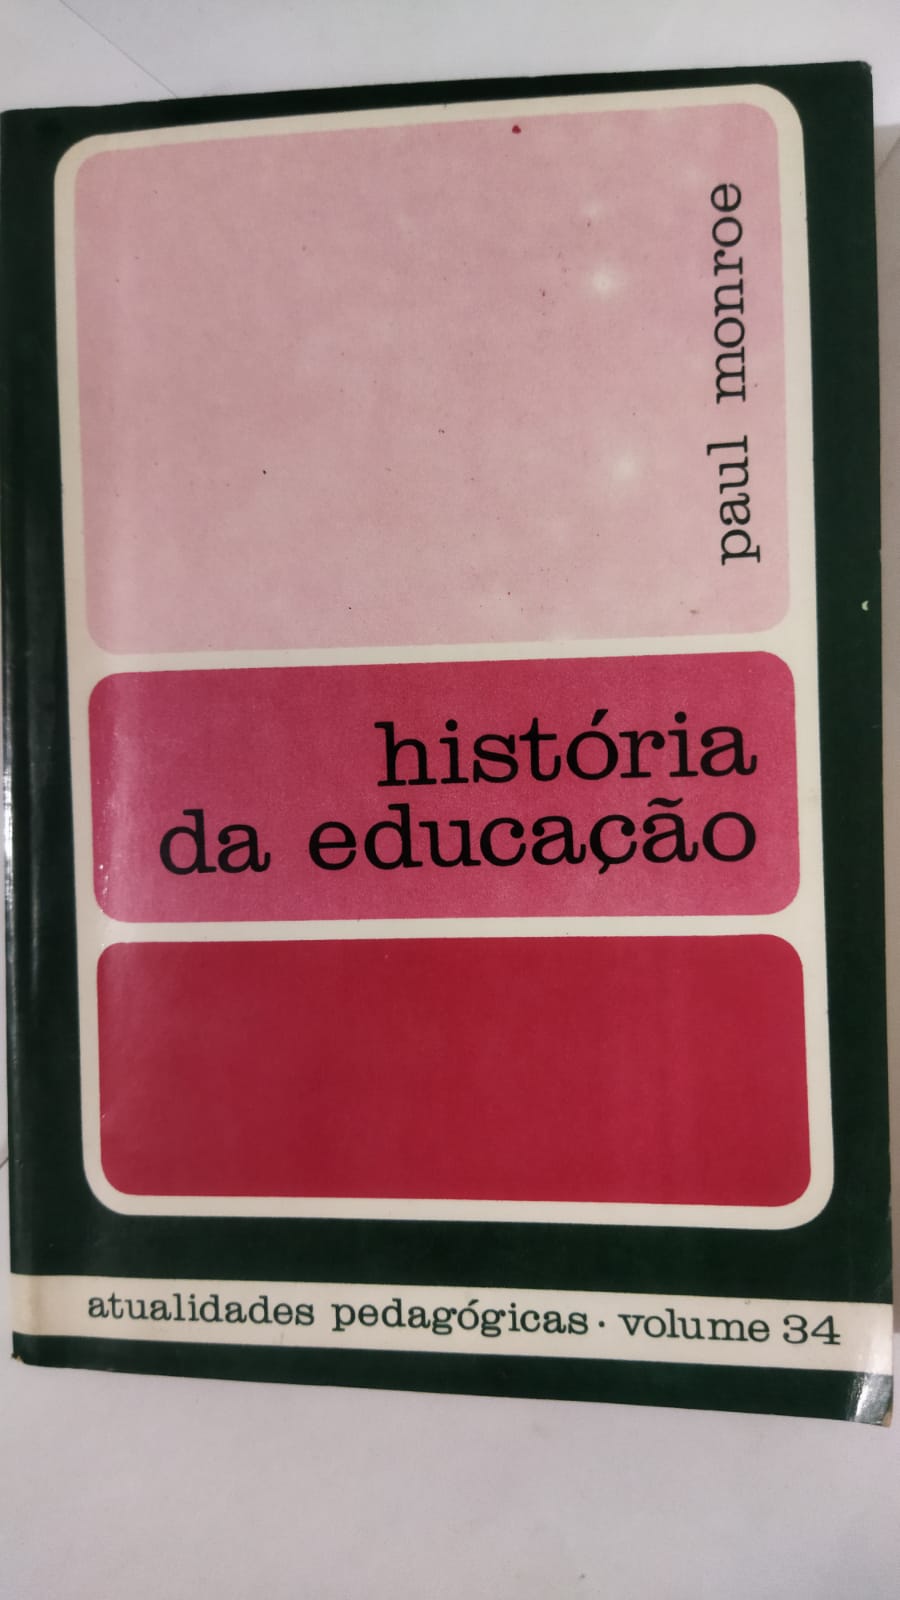 paul monroe
história
da educação
atualidades pedagógicas · volume 34